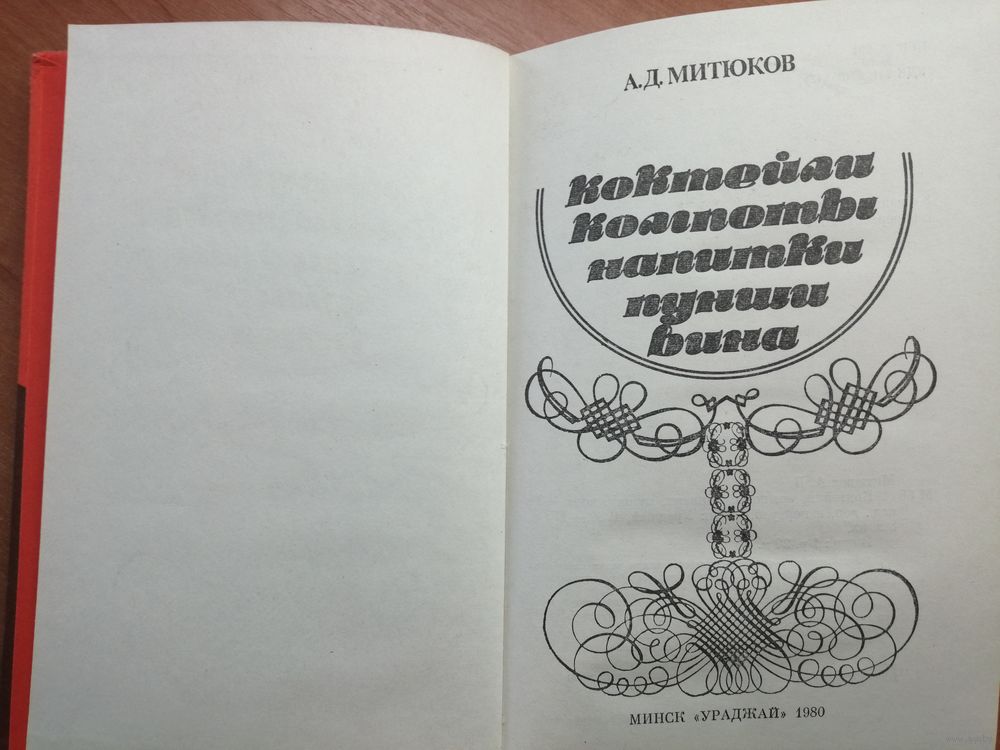 А.Д. МИТЮКОВ
коктейли
компоты
напитки
пунши
вина
МИНСК «УРАДЖАЙ» 1980